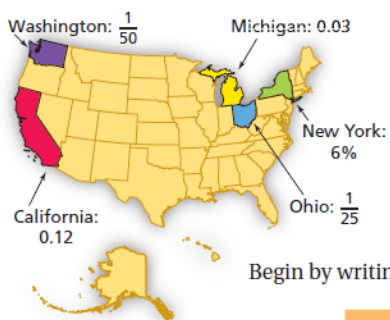 Washington: 1/50
Michigan: 0.03
New York:
6%
Ohio: 1/25
California:
0.12
Begin by writin